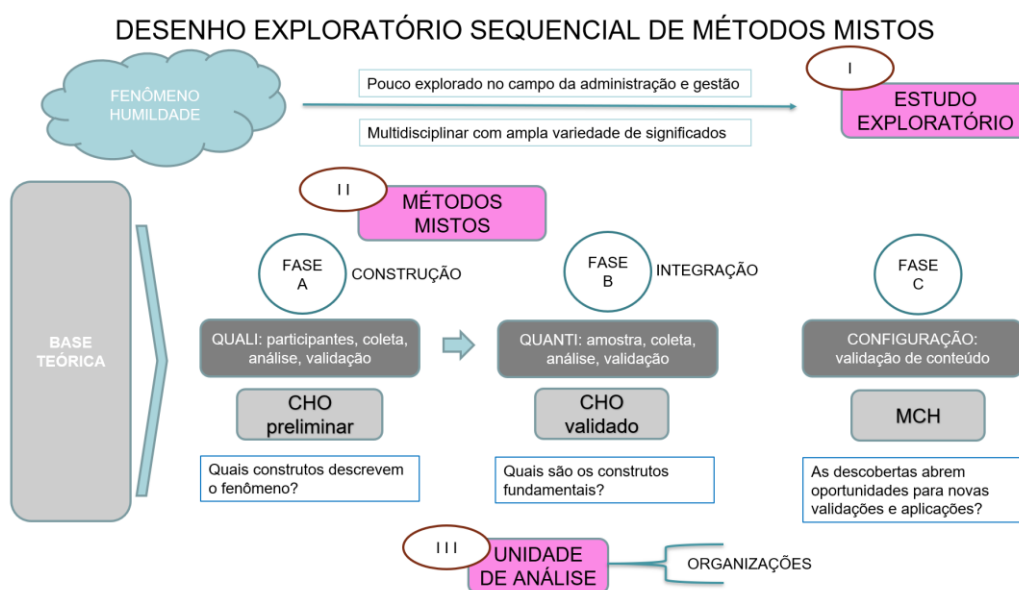 DESENHO EXPLORATÓRIO SEQUENCIAL DE MÉTODOS MISTOS
FENÔMENO
HUMILDADE
Pouco explorado no campo da administração e gestão
Multidisciplinar com ampla variedade de significados
I
ESTUDO
EXPLORATÓRIO
I I
MÉTODOS
MISTOS
BASE
TEÓRICA
FASE
A
CONSTRUÇÃO
QUALI: participantes, coleta,
análise, validação
CHO
preliminar
Quais construtos descrevem
o fenômeno?
FASE
B
INTEGRAÇÃO
QUANTI: amostra, coleta,
análise, validação
CHO
validado
Quais são os construtos
fundamentais?
FASE
C
CONFIGURAÇÃO:
validação de conteúdo
MCH
As descobertas abrem
oportunidades para novas
validações e aplicações?
I I I
UNIDADE
DE ANÁLISE
ORGANIZAÇÕES